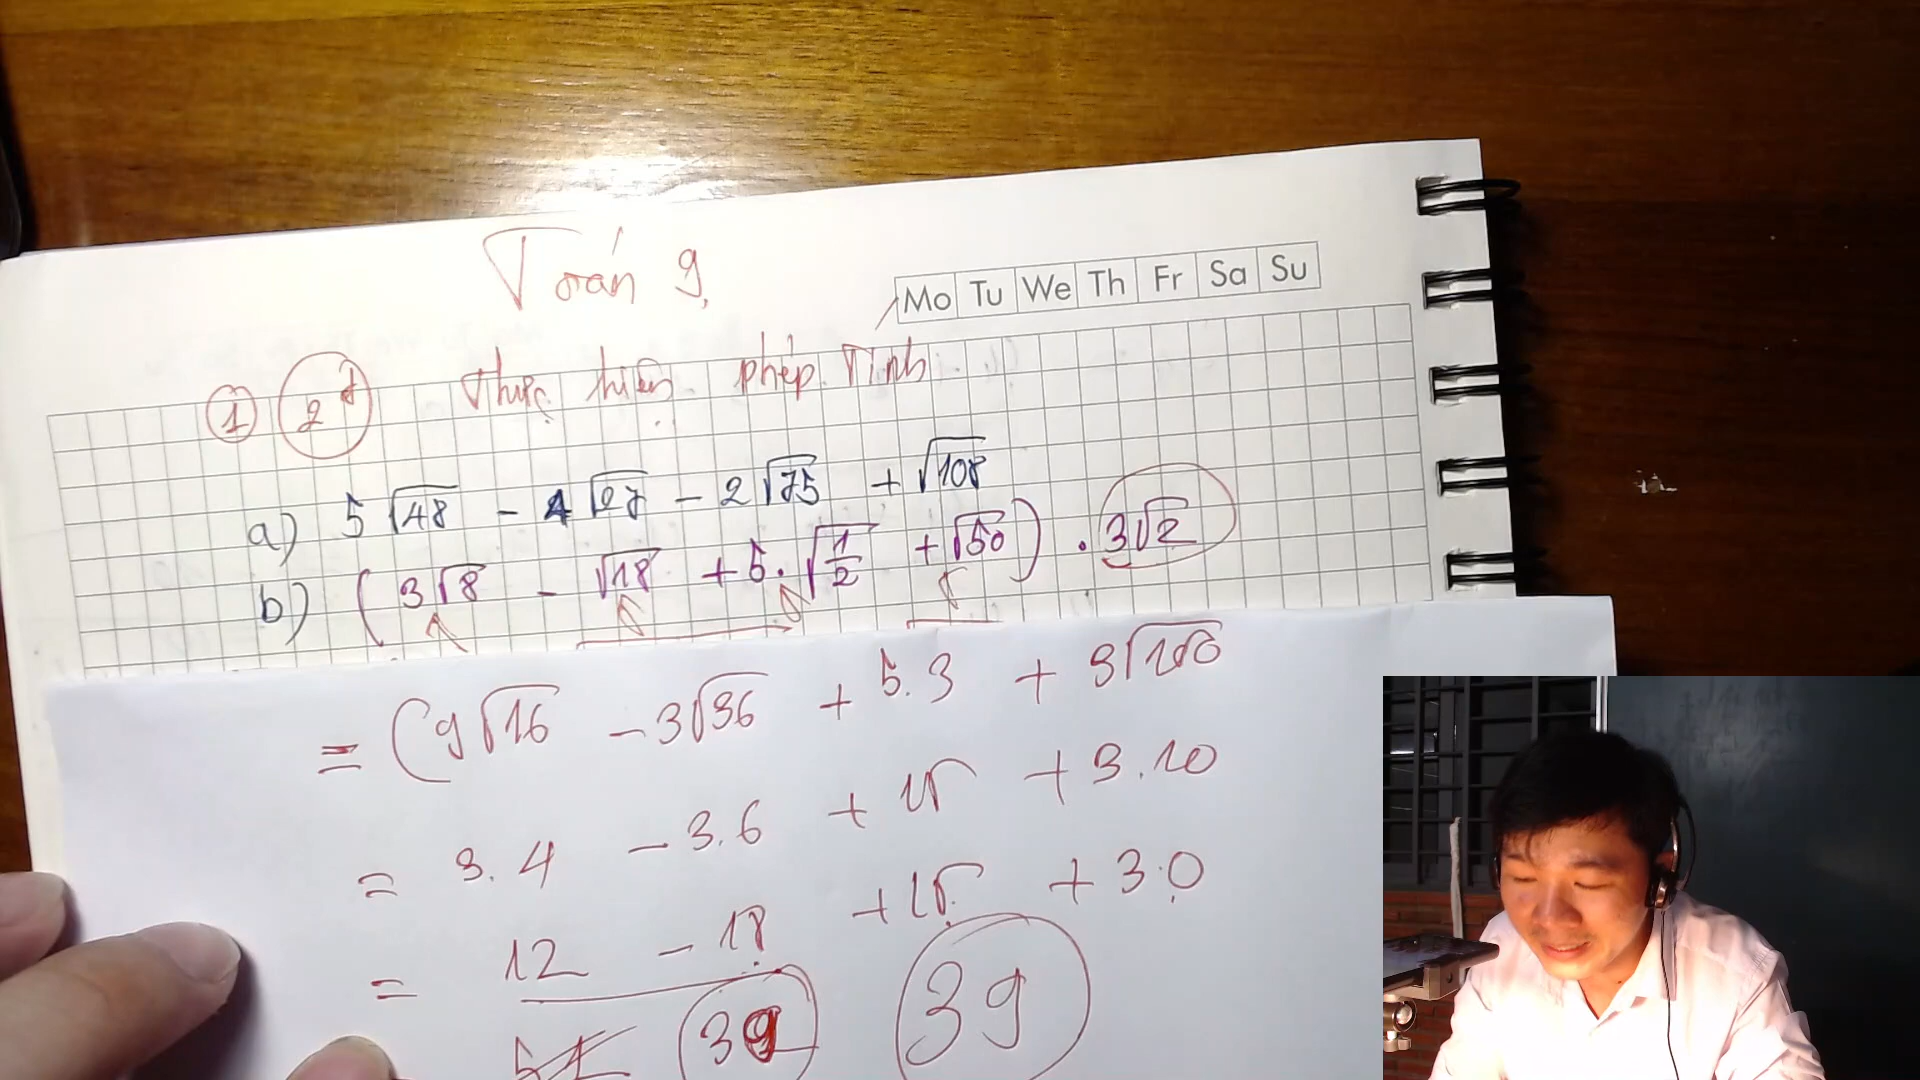 Toán 9
Mo Tu We Th Fr Sa Su
① 2đ thực hiện phép tính
a) 5√48 - 4√27 - 2√75 + √108
b) (3√8 - √18 + 5.√1/2 + √50) . 3√2
= (9√16 - 3√36 + 5.3 + 3√100
= 3.4 - 3.6 + 15 + 3.10
= 12 - 18 + 15 + 3.0
39 39